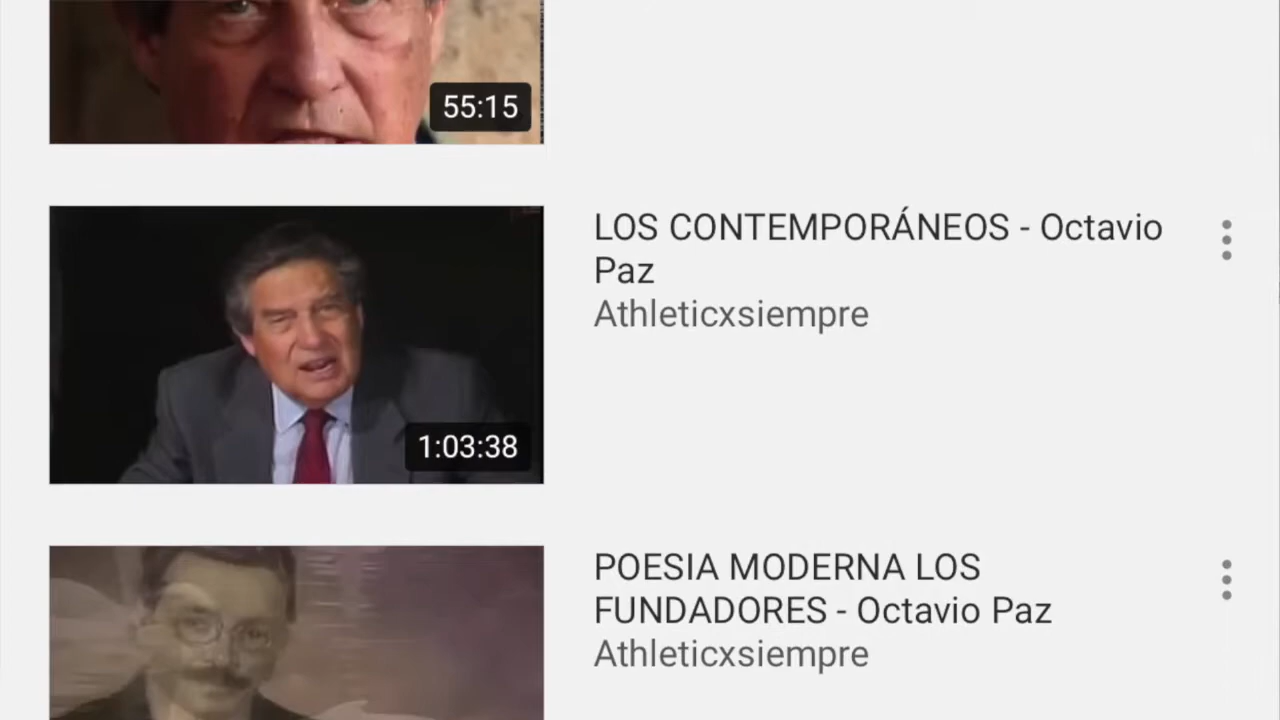 55:15
LOS CONTEMPORÁNEOS - Octavio
Paz
Athleticxsiempre
1:03:38
POESIA MODERNA LOS
FUNDADORES - Octavio Paz
Athleticxsiempre